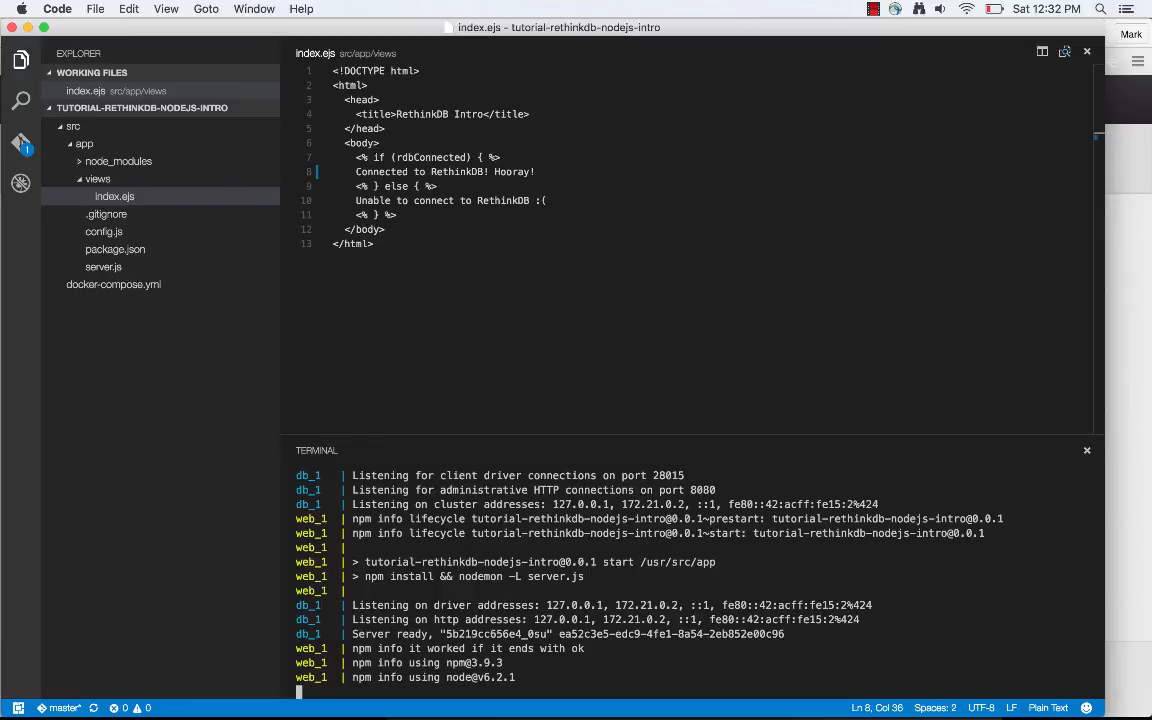 Code File Edit View Goto Window Help Sat 12:32 PM
index.ejs - tutorial-rethinkdb-nodejs-intro
Mark
EXPLORER
WORKING FILES
index.ejs src/app/views
TUTORIAL-RETHINKDB-NODEJS-INTRO
src
app
node_modules
views
index.ejs
.gitignore
config.js
package.json
server.js
docker-compose.yml
index.ejs src/app/views
1 <!DOCTYPE html>
2 <html>
3 <head>
4 <title>RethinkDB Intro</title>
5 </head>
6 <body>
7 <% if (rdbConnected) { %>
8 Connected to RethinkDB! Hooray!
9 <% } else { %>
10 Unable to connect to RethinkDB :(
11 <% } %>
12 </body>
13 </html>
TERMINAL
db_1 | Listening for client driver connections on port 28015
db_1 | Listening for administrative HTTP connections on port 8080
db_1 | Listening on cluster addresses: 127.0.0.1, 172.21.0.2, ::1, fe80::42:acff:fe15:2%424
web_1 | npm info lifecycle tutorial-rethinkdb-nodejs-intro@0.0.1~prestart: tutorial-rethinkdb-nodejs-intro@0.0.1
web_1 | npm info lifecycle tutorial-rethinkdb-nodejs-intro@0.0.1~start: tutorial-rethinkdb-nodejs-intro@0.0.1
web_1 |
web_1 | > tutorial-rethinkdb-nodejs-intro@0.0.1 start /usr/src/app
web_1 | > npm install && nodemon -L server.js
web_1 |
db_1 | Listening on driver addresses: 127.0.0.1, 172.21.0.2, ::1, fe80::42:acff:fe15:2%424
db_1 | Listening on http addresses: 127.0.0.1, 172.21.0.2, ::1, fe80::42:acff:fe15:2%424
db_1 | Server ready, "5b219cc656e4_0su" ea52c3e5-edc9-4fe1-8a54-2eb852e00c96
web_1 | npm info it worked if it ends with ok
web_1 | npm info using npm@3.9.3
web_1 | npm info using node@v6.2.1
master* 0 0 Ln 8, Col 36 Spaces: 2 UTF-8 LF Plain Text